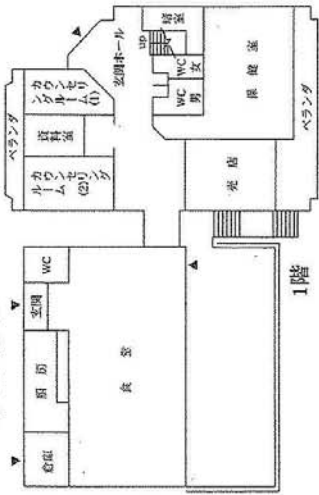 ベランダ
カウンセリングルーム(1)
資料室
カウンセリングルーム(2)
玄関ホール
up
WC
女
WC
男
保健室
売店
ベランダ
WC
玄関
厨房
倉庫
食堂
1階